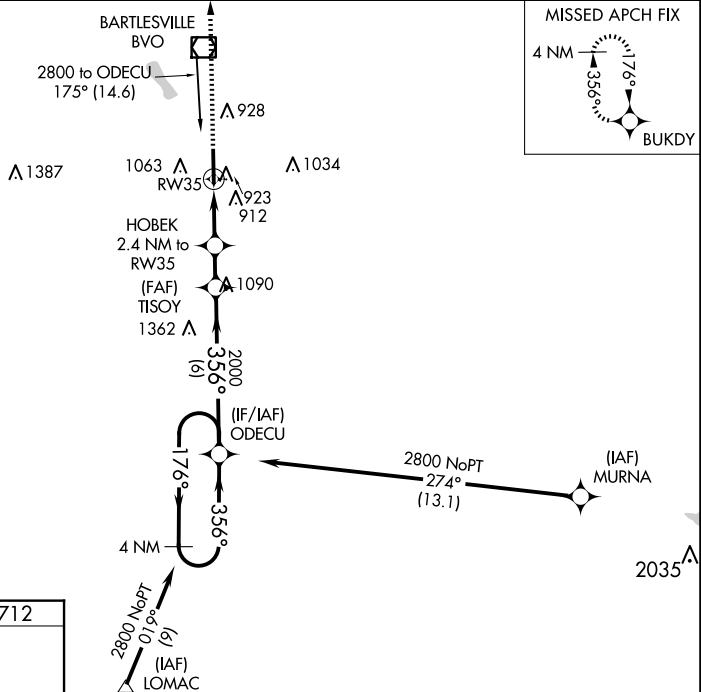 BARTLESVILLE
BVO
2800 to ODECU
175° (14.6)
MISSED APCH FIX
4 NM
356°
176°
BUKDY
928
1387
1063
1034
RW35
923
912
HOBEK
2.4 NM to
RW35
(FAF)
TISOY
1090
1362
2000
356°
(6)
(IF/IAF)
ODECU
176°
356°
4 NM
2800 NoPT
274°
(13.1)
(IAF)
MURNA
2035
712
2800 NoPT
019°
(9)
(IAF)
LOMAC